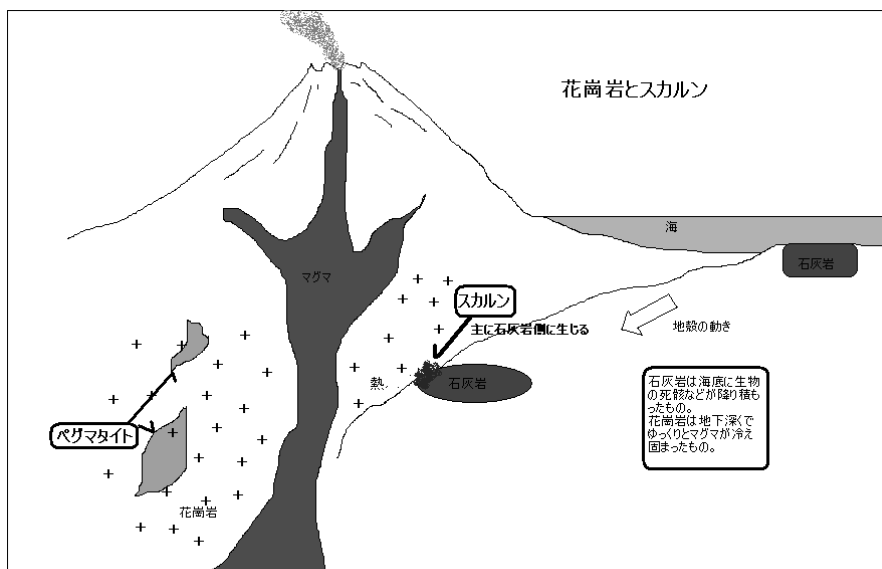 花崗岩とスカルン
海
石灰岩
マグマ
スカルン
主に石灰岩側に生じる
地殻の動き
熱
石灰岩
石灰岩は海底に生物
の死骸などが降り積も
ったもの。
花崗岩は地下深くで
ゆっくりとマグマが冷え
固まったもの。
ペグマタイト
花崗岩